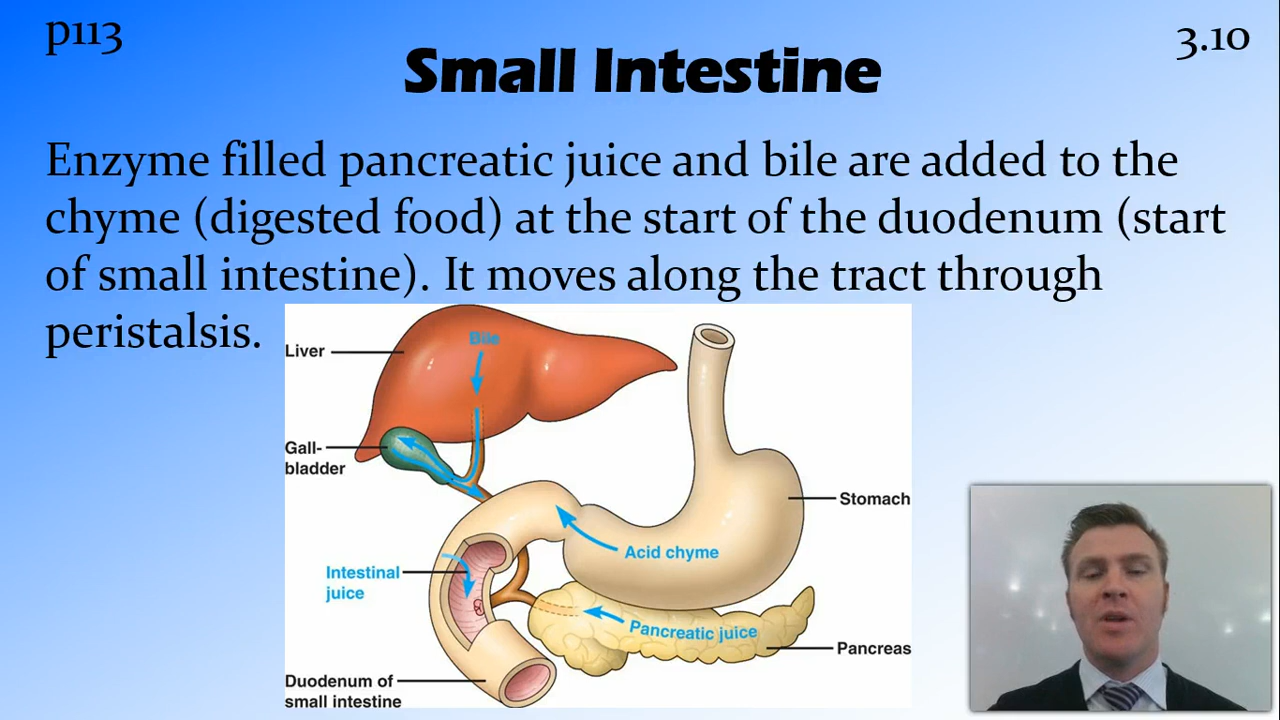 p113
3.10
Small Intestine
Enzyme filled pancreatic juice and bile are added to the
chyme (digested food) at the start of the duodenum (start
of small intestine). It moves along the tract through
peristalsis.
Bile
Liver
Gall-
bladder
Stomach
Acid chyme
Intestinal
juice
Pancreatic juice
Pancreas
Duodenum of
small intestine